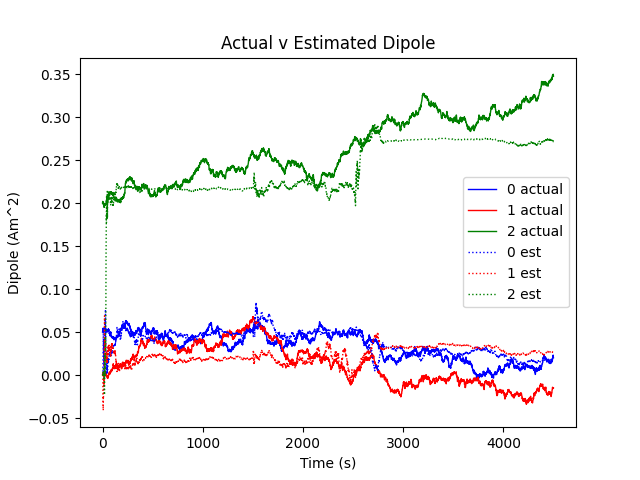 Actual v Estimated Dipole
0.35
0.30
0.25
0.20
0.15
0.10
0.05
0.00
−0.05
Dipole (Am^2)
0 actual
1 actual
2 actual
0 est
1 est
2 est
0 1000 2000 3000 4000
Time (s)